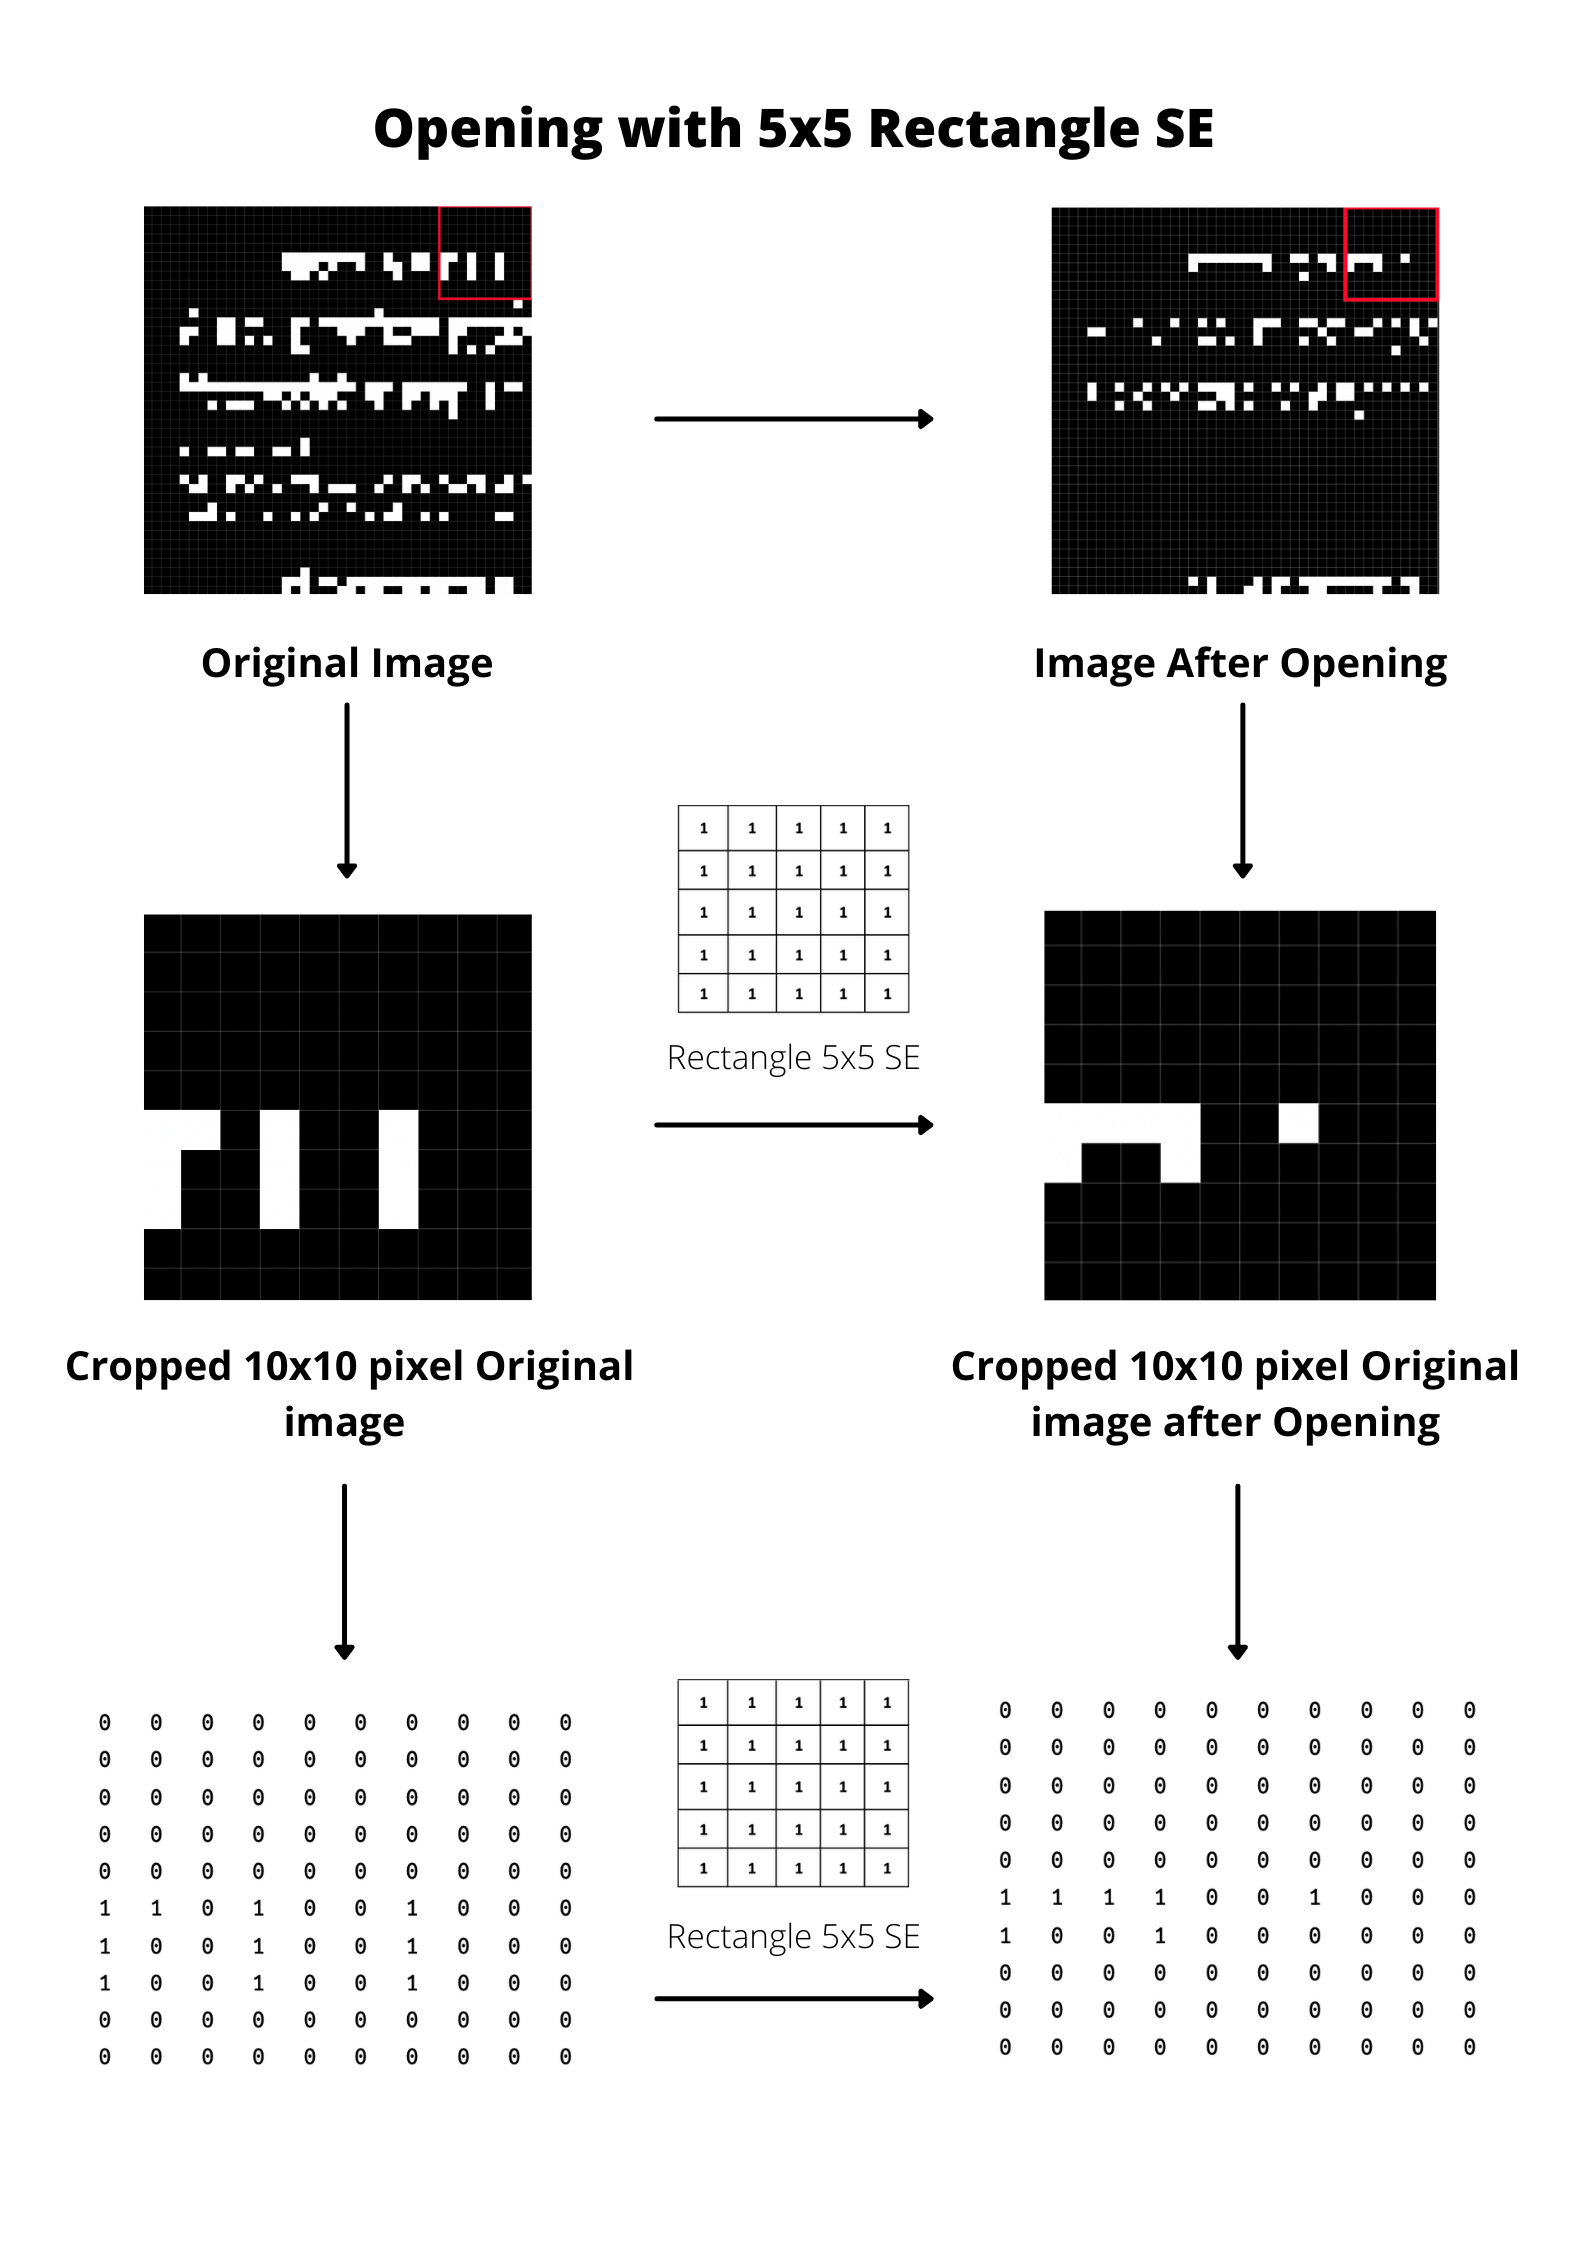 Opening with 5x5 Rectangle SE
Original Image
Image After Opening
1 1 1 1 1
1 1 1 1 1
1 1 1 1 1
1 1 1 1 1
1 1 1 1 1
Rectangle 5x5 SE
Cropped 10x10 pixel Original
image
Cropped 10x10 pixel Original
image after Opening
0 0 0 0 0 0 0 0 0 0
0 0 0 0 0 0 0 0 0 0
0 0 0 0 0 0 0 0 0 0
0 0 0 0 0 0 0 0 0 0
0 0 0 0 0 0 0 0 0 0
1 1 0 1 0 0 1 0 0 0
1 0 0 1 0 0 1 0 0 0
1 0 0 1 0 0 1 0 0 0
0 0 0 0 0 0 0 0 0 0
0 0 0 0 0 0 0 0 0 0
1 1 1 1 1
1 1 1 1 1
1 1 1 1 1
1 1 1 1 1
1 1 1 1 1
Rectangle 5x5 SE
0 0 0 0 0 0 0 0 0 0
0 0 0 0 0 0 0 0 0 0
0 0 0 0 0 0 0 0 0 0
0 0 0 0 0 0 0 0 0 0
0 0 0 0 0 0 0 0 0 0
1 1 1 1 0 0 1 0 0 0
1 0 0 1 0 0 0 0 0 0
0 0 0 0 0 0 0 0 0 0
0 0 0 0 0 0 0 0 0 0
0 0 0 0 0 0 0 0 0 0